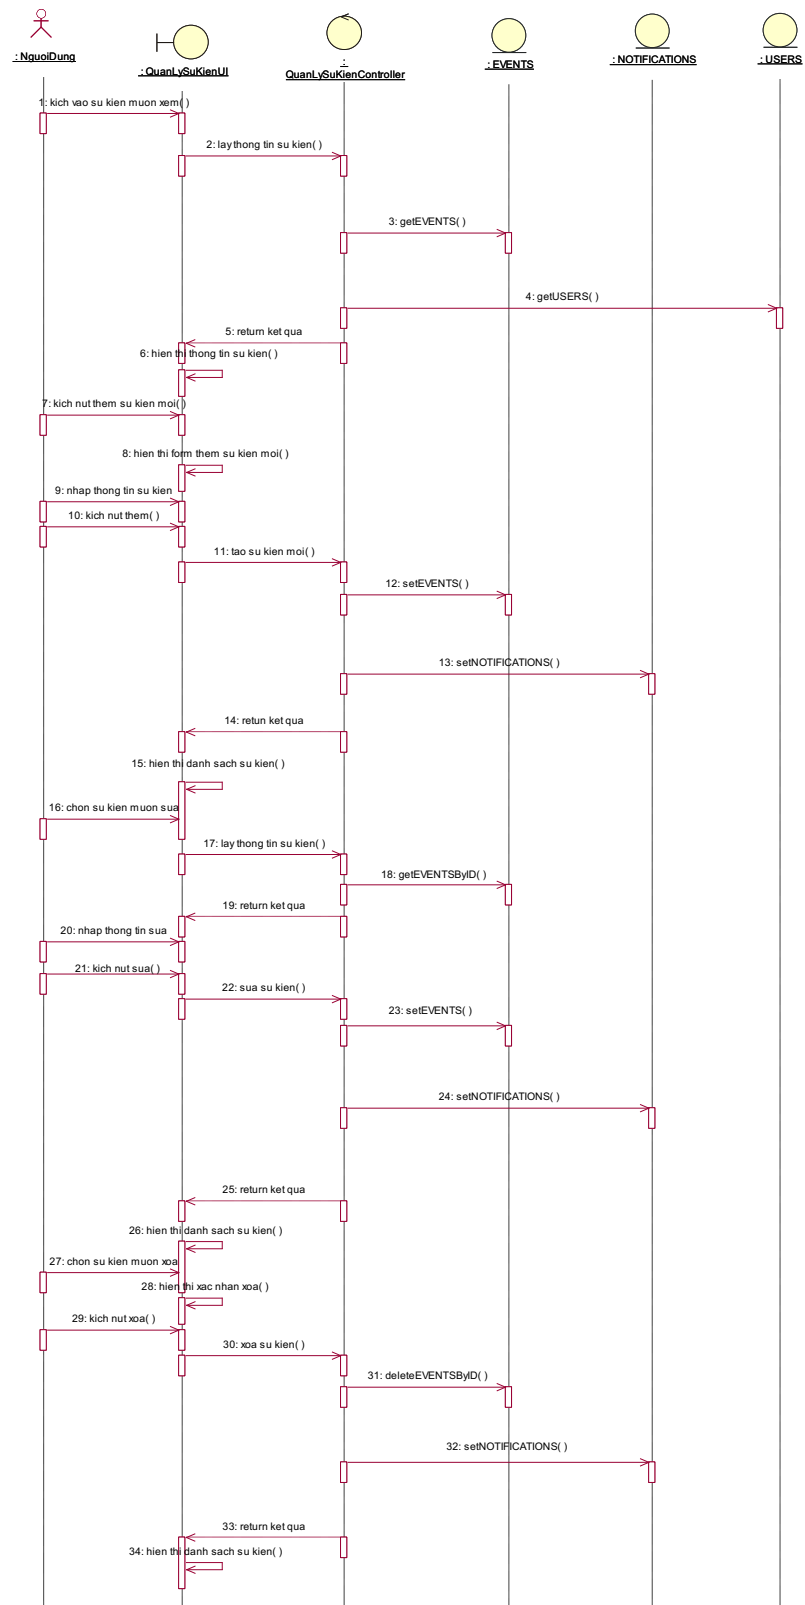 : NguoiDung
: QuanLySuKienUI
:
QuanLySuKienController
: EVENTS
: NOTIFICATIONS
: USERS
1: kich vao su kien muon xem( )
2: lay thong tin su kien( )
3: getEVENTS( )
4: getUSERS( )
5: return ket qua
6: hien thi thong tin su kien( )
7: kich nut them su kien moi( )
8: hien thi form them su kien moi( )
9: nhap thong tin su kien
10: kich nut them( )
11: tao su kien moi( )
12: setEVENTS( )
13: setNOTIFICATIONS( )
14: retun ket qua
15: hien thi danh sach su kien( )
16: chon su kien muon sua
17: lay thong tin su kien( )
18: getEVENTSByID( )
19: return ket qua
20: nhap thong tin sua
21: kich nut sua( )
22: sua su kien( )
23: setEVENTS( )
24: setNOTIFICATIONS( )
25: return ket qua
26: hien thi danh sach su kien( )
27: chon su kien muon xoa
28: hien thi xac nhan xoa( )
29: kich nut xoa( )
30: xoa su kien( )
31: deleteEVENTSByID( )
32: setNOTIFICATIONS( )
33: return ket qua
34: hien thi danh sach su kien( )